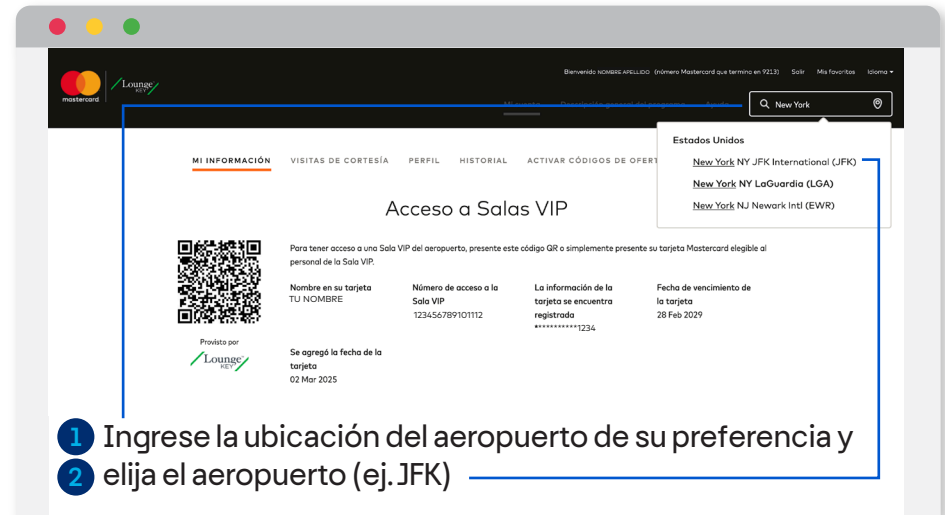 mastercard
Lounge KEY
Bienvenido NOMBRE APELLIDO (número Mastercard que termina en 9213) Salir Mis favoritos Idioma
Mi cuenta Descripción general del programa Ayuda
New York
Estados Unidos
New York NY JFK International (JFK)
New York NY LaGuardia (LGA)
New York NJ Newark Intl (EWR)
MI INFORMACIÓN VISITAS DE CORTESÍA PERFIL HISTORIAL ACTIVAR CÓDIGOS DE OFERT
Acceso a Salas VIP
Para tener acceso a una Sala VIP del aeropuerto, presente este código QR o simplemente presente su tarjeta Mastercard elegible al
personal de la Sala VIP.
Nombre en su tarjeta
TU NOMBRE
Número de acceso a la
Sala VIP
123456789101112
La información de la
tarjeta se encuentra
registrada
**********1234
Fecha de vencimiento de
la tarjeta
28 Feb 2029
Provisto por
Lounge KEY
Se agregó la fecha de la
tarjeta
02 Mar 2025
1 Ingrese la ubicación del aeropuerto de su preferencia y
2 elija el aeropuerto (ej. JFK)